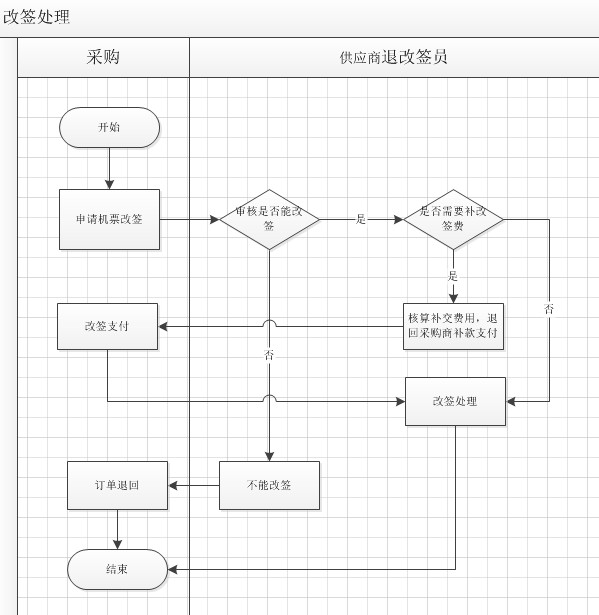 改签处理
采购
供应商退改签员
开始
申请机票改签
审核是否能改
签
是
是否需要补改
签费
是
否
改签支付
核算补交费用，退
回采购商补款支付
否
改签处理
订单退回
不能改签
结束